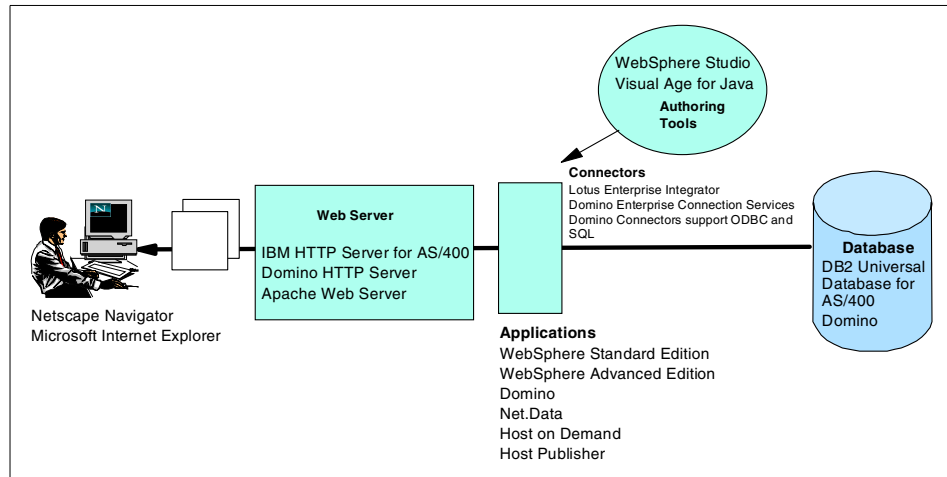 WebSphere Studio
Visual Age for Java
Authoring
Tools
Connectors
Lotus Enterprise Integrator
Domino Enterprise Connection Services
Domino Connectors support ODBC and
SQL
N
Web Server
IBM HTTP Server for AS/400
Domino HTTP Server
Apache Web Server
Database
DB2 Universal
Database for
AS/400
Domino
Netscape Navigator
Microsoft Internet Explorer
Applications
WebSphere Standard Edition
WebSphere Advanced Edition
Domino
Net.Data
Host on Demand
Host Publisher